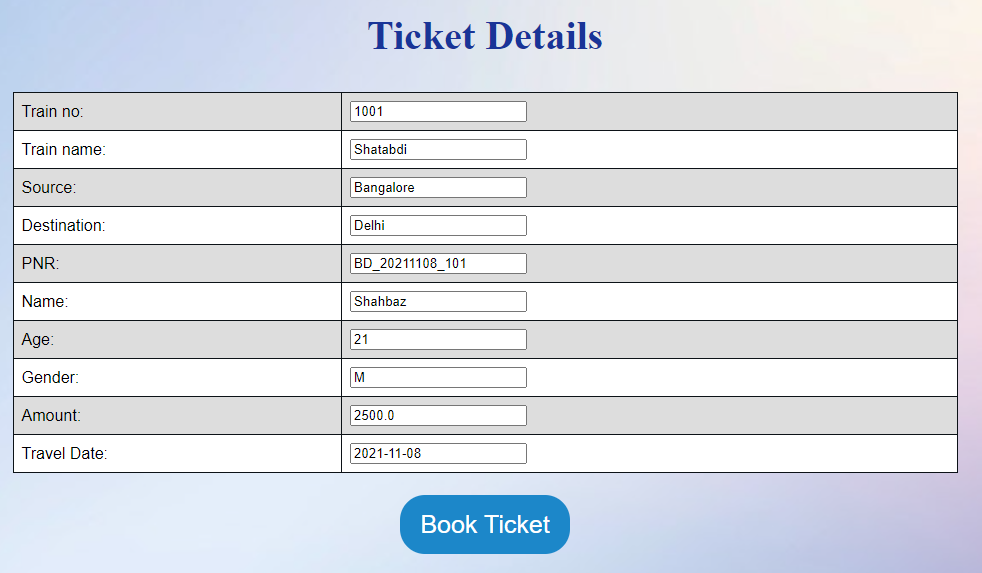 Ticket Details
Train no: 1001
Train name: Shatabdi
Source: Bangalore
Destination: Delhi
PNR: BD_20211108_101
Name: Shahbaz
Age: 21
Gender: M
Amount: 2500.0
Travel Date: 2021-11-08
Book Ticket